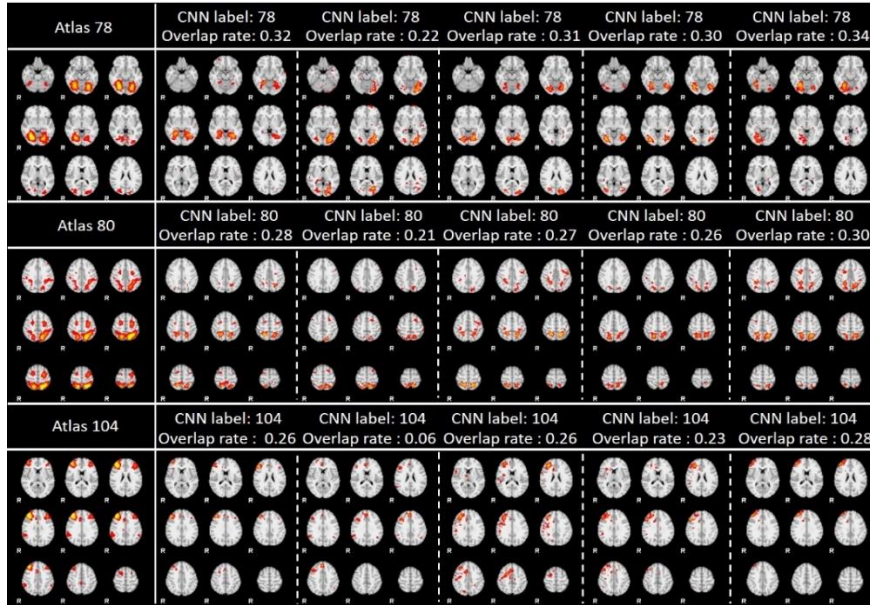 Atlas 78
CNN label: 78
Overlap rate: 0.32
CNN label: 78
Overlap rate : 0.22
CNN label: 78
Overlap rate : 0.31
CNN label: 78
Overlap rate : 0.30
CNN label: 78
Overlap rate : 0.34
R R R R R R
R R R R R R
R R R R R R
Atlas 80
CNN label: 80
Overlap rate : 0.28
CNN label: 80
Overlap rate : 0.21
CNN label: 80
Overlap rate : 0.27
CNN label: 80
Overlap rate : 0.26
CNN label: 80
Overlap rate : 0.30
R R R R R R
R R R R R R
R R R R R R
Atlas 104
CNN label: 104
Overlap rate : 0.26
CNN label: 104
Overlap rate : 0.06
CNN label: 104
Overlap rate : 0.26
CNN label: 104
Overlap rate : 0.23
CNN label: 104
Overlap rate : 0.28
R R R R R R
R R R R R R
R R R R R R